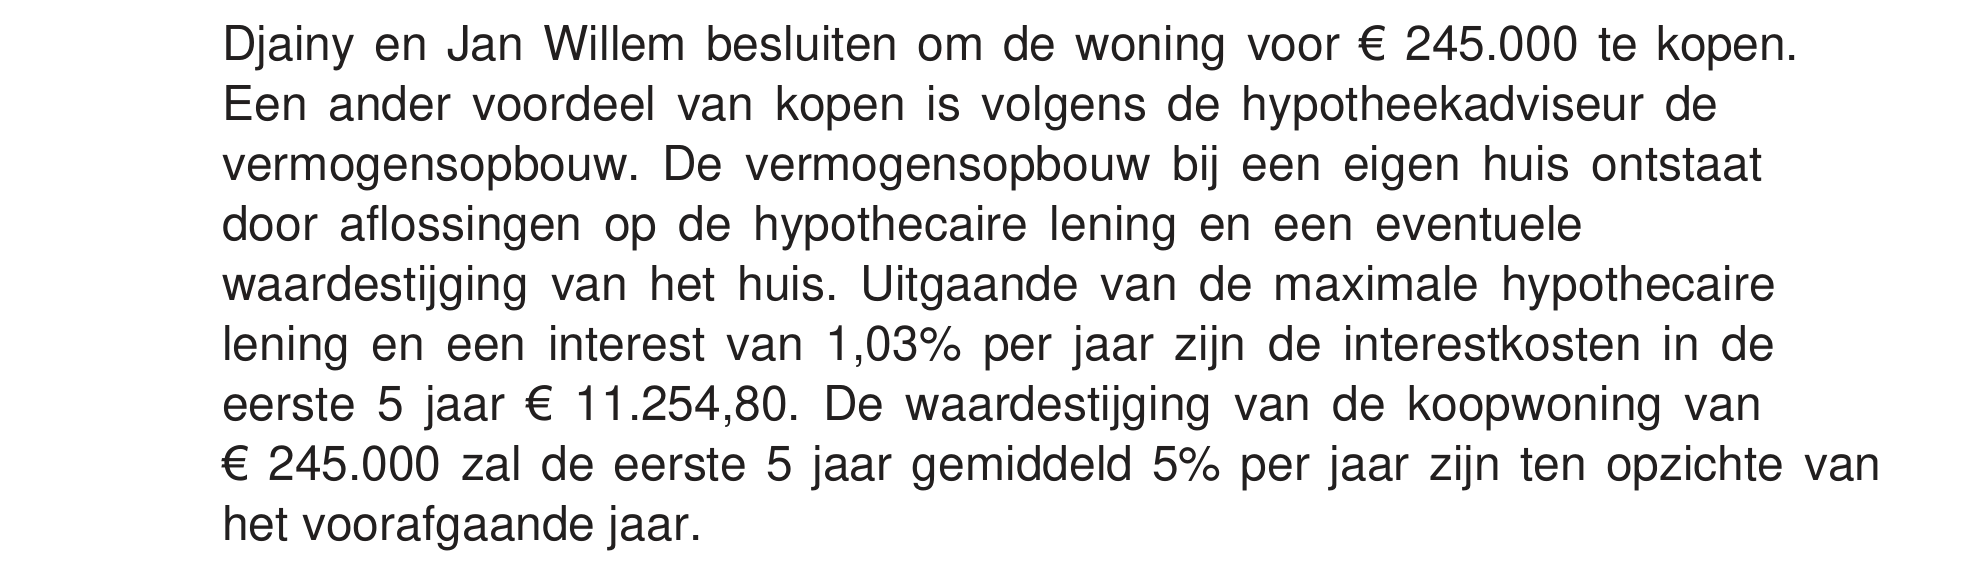 Djainy en Jan Willem besluiten om de woning voor € 245.000 te kopen.
Een ander voordeel van kopen is volgens de hypotheekadviseur de
vermogensopbouw. De vermogensopbouw bij een eigen huis ontstaat
door aflossingen op de hypothecaire lening en een eventuele
waardestijging van het huis. Uitgaande van de maximale hypothecaire
lening en een interest van 1,03% per jaar zijn de interestkosten in de
eerste 5 jaar € 11.254,80. De waardestijging van de koopwoning van
€ 245.000 zal de eerste 5 jaar gemiddeld 5% per jaar zijn ten opzichte van
het voorafgaande jaar.